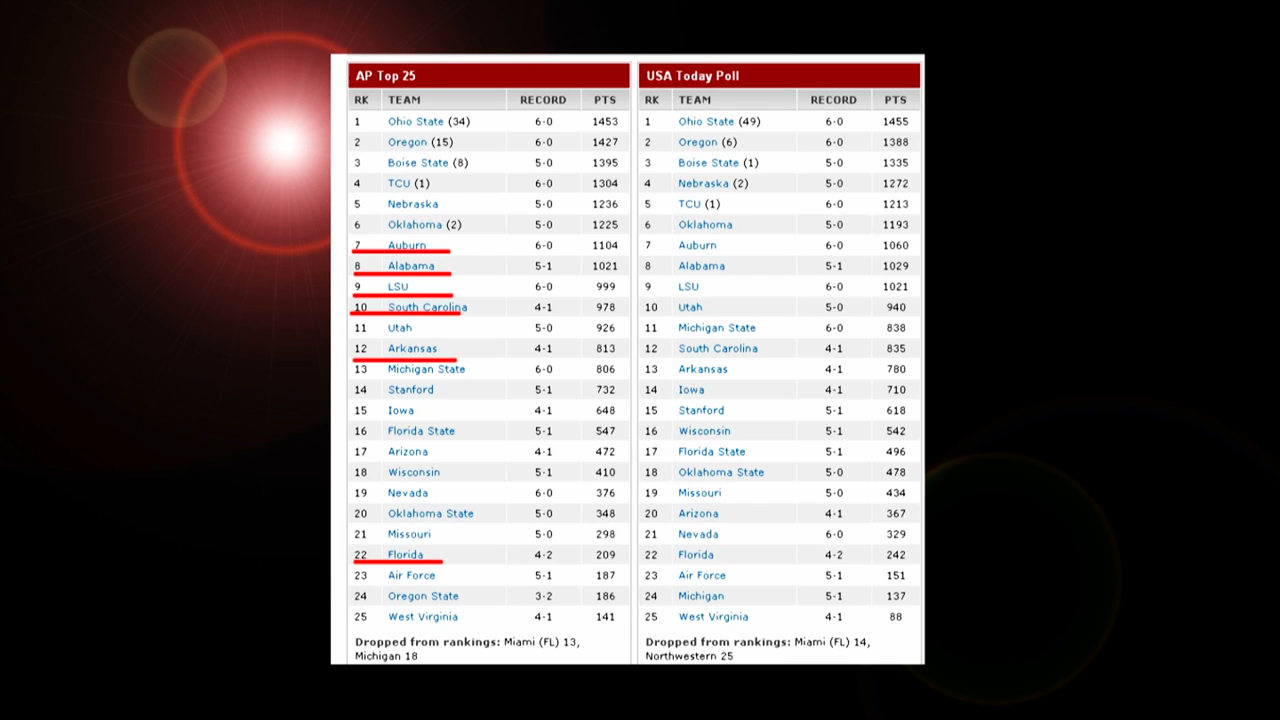 AP Top 25
RK TEAM RECORD PTS
1 Ohio State (34) 6-0 1453
2 Oregon (15) 6-0 1427
3 Boise State (8) 5-0 1395
4 TCU (1) 6-0 1304
5 Nebraska 5-0 1236
6 Oklahoma (2) 5-0 1225
7 Auburn 6-0 1104
8 Alabama 5-1 1021
9 LSU 6-0 999
10 South Carolina 4-1 978
11 Utah 5-0 926
12 Arkansas 4-1 813
13 Michigan State 6-0 806
14 Stanford 5-1 732
15 Iowa 4-1 648
16 Florida State 5-1 547
17 Arizona 4-1 472
18 Wisconsin 5-1 410
19 Nevada 6-0 376
20 Oklahoma State 5-0 348
21 Missouri 5-0 298
22 Florida 4-2 209
23 Air Force 5-1 187
24 Oregon State 3-2 186
25 West Virginia 4-1 141
Dropped from rankings: Miami (FL) 13,
Michigan 18
USA Today Poll
RK TEAM RECORD PTS
1 Ohio State (49) 6-0 1455
2 Oregon (6) 6-0 1388
3 Boise State (1) 5-0 1335
4 Nebraska (2) 5-0 1272
5 TCU (1) 6-0 1213
6 Oklahoma 5-0 1193
7 Auburn 6-0 1060
8 Alabama 5-1 1029
9 LSU 6-0 1021
10 Utah 5-0 940
11 Michigan State 6-0 838
12 South Carolina 4-1 835
13 Arkansas 4-1 780
14 Iowa 4-1 710
15 Stanford 5-1 618
16 Wisconsin 5-1 542
17 Florida State 5-1 496
18 Oklahoma State 5-0 478
19 Missouri 5-0 434
20 Arizona 4-1 367
21 Nevada 6-0 329
22 Florida 4-2 242
23 Air Force 5-1 151
24 Michigan 5-1 137
25 West Virginia 4-1 88
Dropped from rankings: Miami (FL) 14,
Northwestern 25